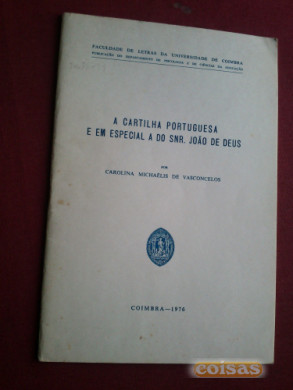 FACULDADE DE LETRAS DA UNIVERSIDADE DE COIMBRA
A CARTILHA PORTUGUESA
E EM ESPECIAL A DO SNR. JOÃO DE DEUS
POR
CAROLINA MICHAËLIS DE VASCONCELOS
COIMBRA—1976
coisas